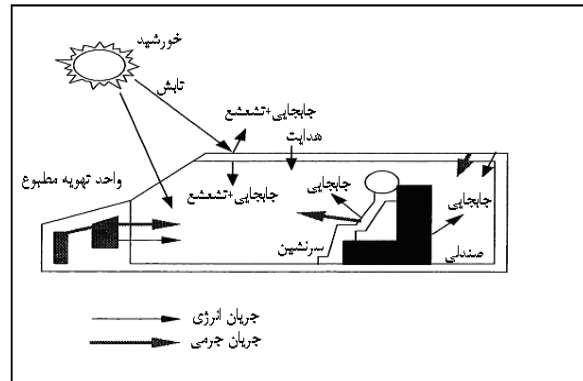 خورشید
تابش
جابجایی+تشعشع
هدایت
واحد تهویه مطبوع
جابجایی+تشعشع
جابجایی
جابجایی
سرنشین
صندلی
جریان انرژی
جریان جرمی